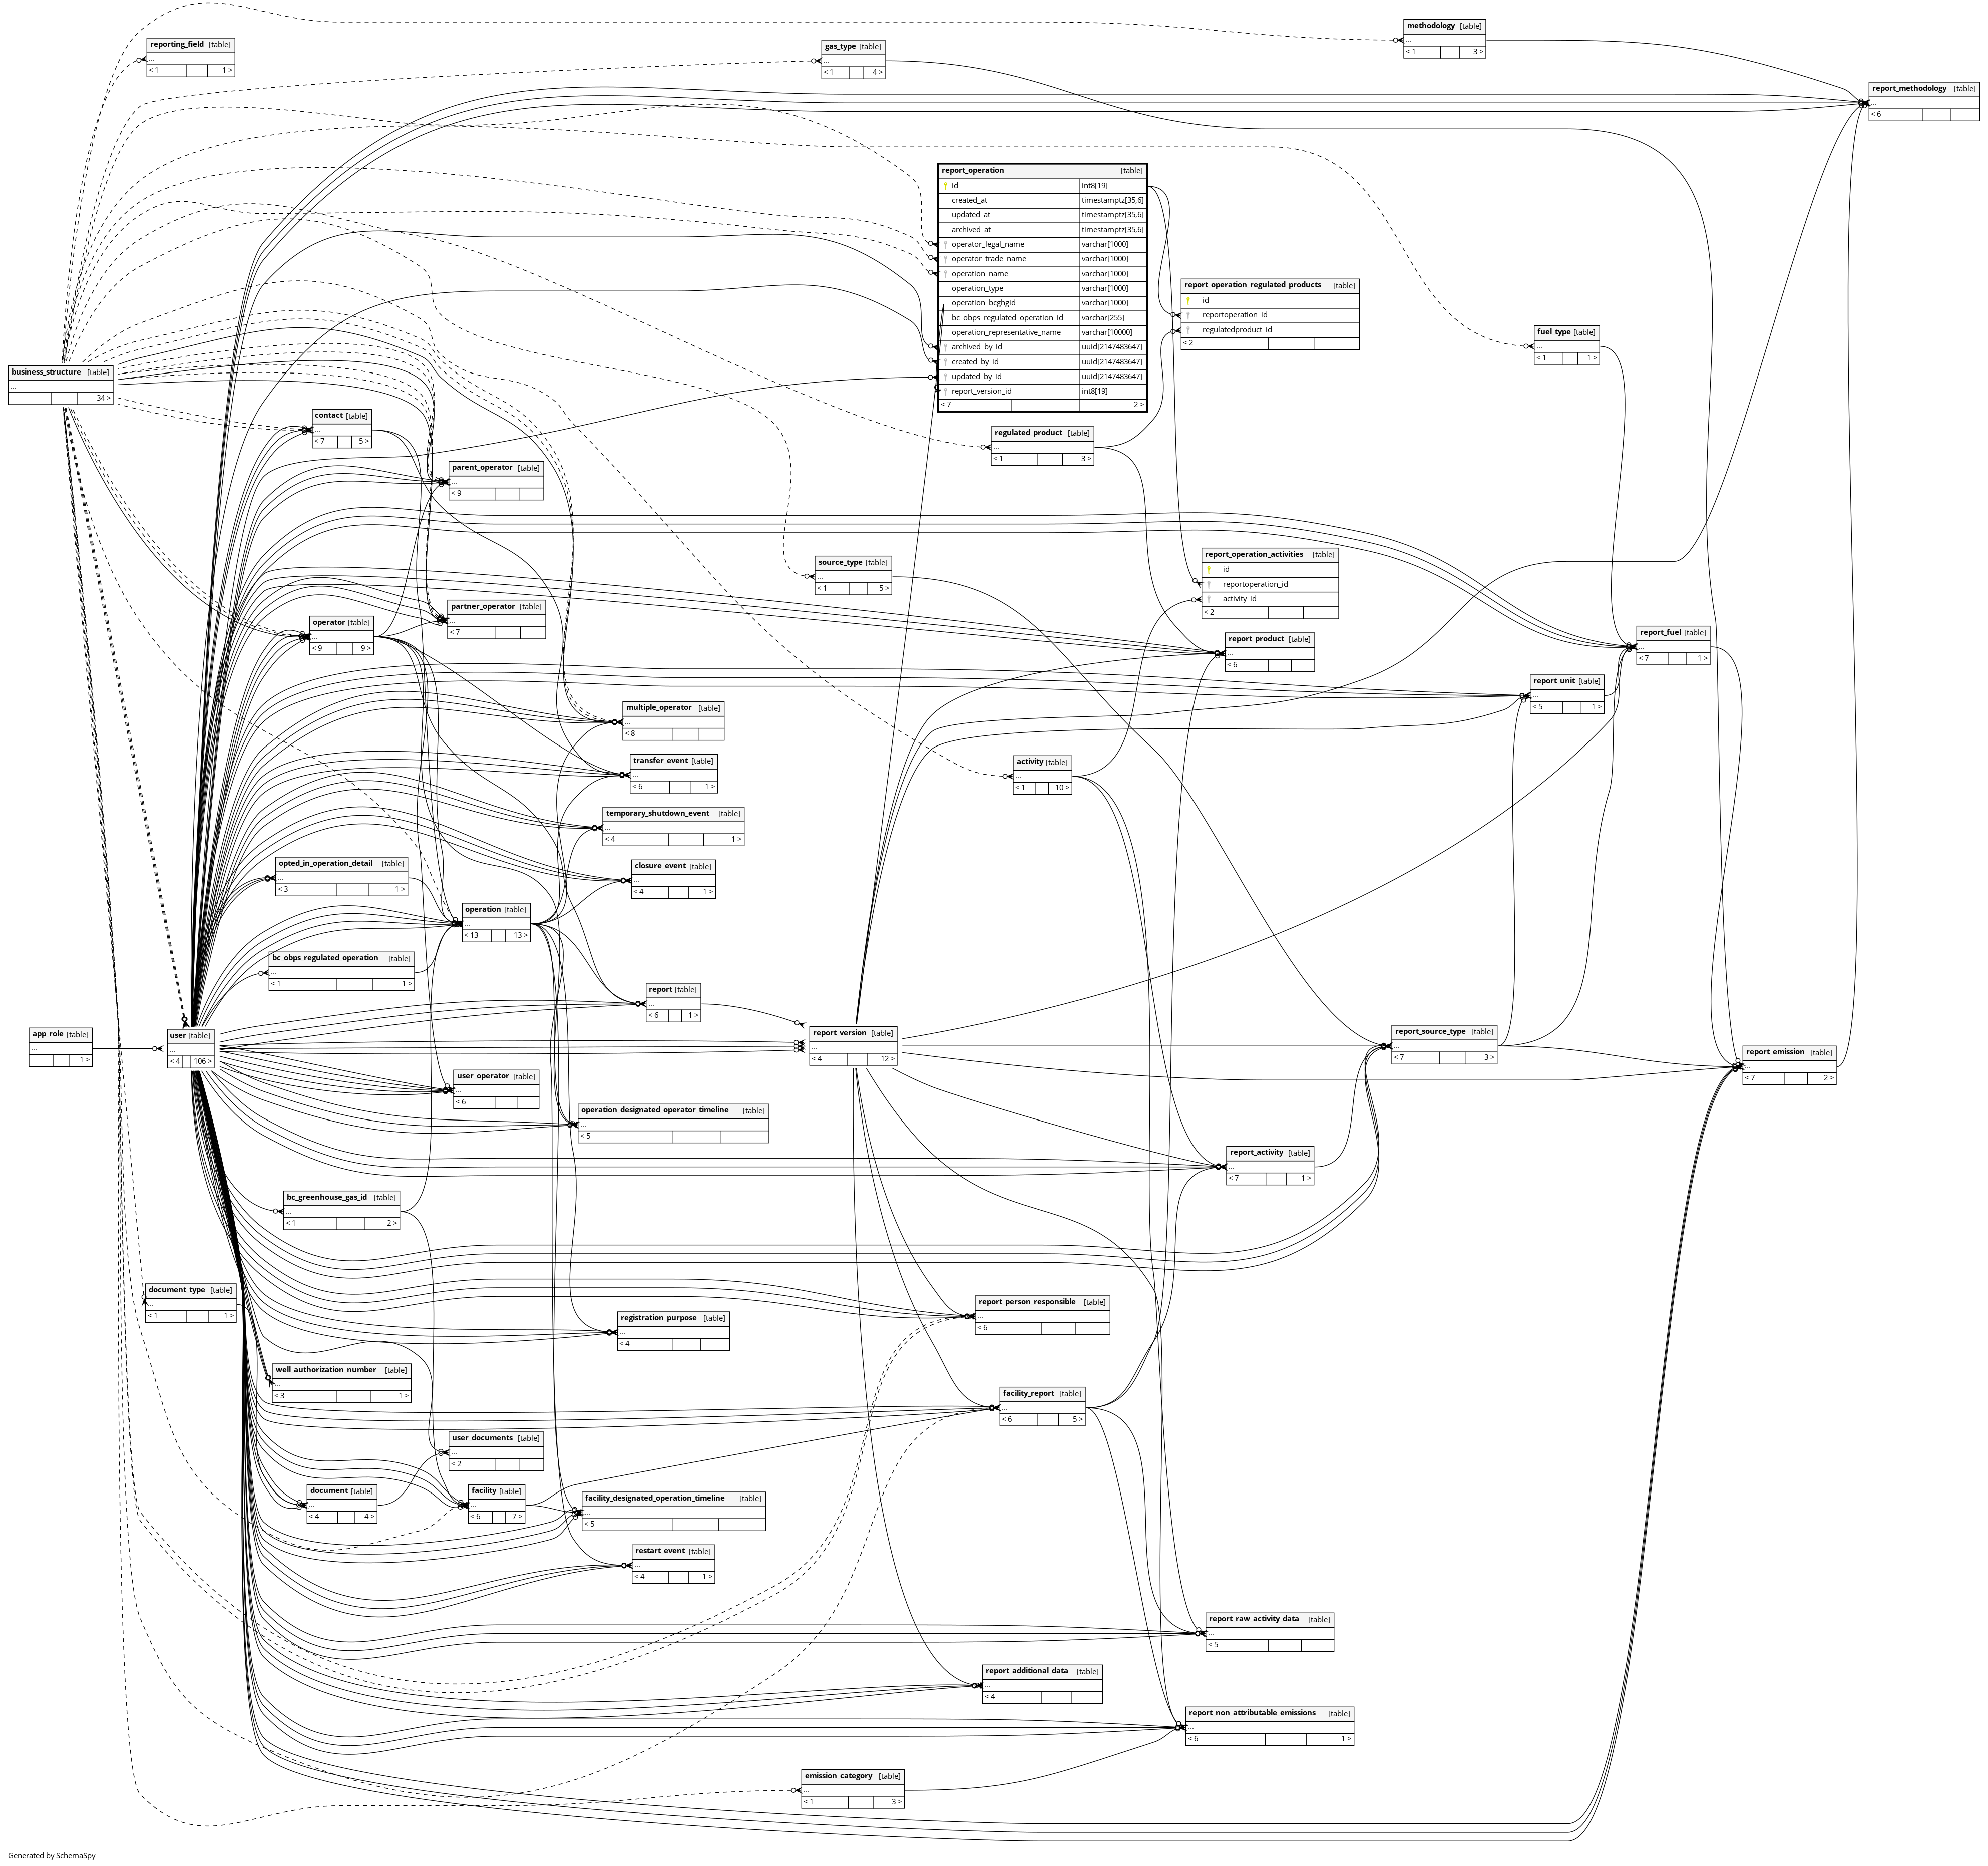 methodology [table]
...
< 1 3 >
reporting_field [table]
...
< 1 1 >
gas_type [table]
...
< 1 4 >
report_methodology [table]
...
< 6
report_operation [table]
id int8[19]
created_at timestamptz[35,6]
updated_at timestamptz[35,6]
archived_at timestamptz[35,6]
operator_legal_name varchar[1000]
operator_trade_name varchar[1000]
operation_name varchar[1000]
operation_type varchar[1000]
operation_bcghgid varchar[1000]
bc_obps_regulated_operation_id varchar[255]
operation_representative_name varchar[10000]
archived_by_id uuid[2147483647]
created_by_id uuid[2147483647]
updated_by_id uuid[2147483647]
report_version_id int8[19]
< 7 2 >
report_operation_regulated_products [table]
id
reportoperation_id
regulatedproduct_id
< 2
fuel_type [table]
...
< 1 1 >
business_structure [table]
...
34 >
contact [table]
...
< 7 5 >
regulated_product [table]
...
< 1 3 >
parent_operator [table]
...
< 9
report_operation_activities [table]
id
reportoperation_id
activity_id
< 2
source_type [table]
...
< 1 5 >
partner_operator [table]
...
< 7
operator [table]
...
< 9 9 >
report_product [table]
...
< 6
report_fuel [table]
...
< 7 1 >
report_unit [table]
...
< 5 1 >
multiple_operator [table]
...
< 8
transfer_event [table]
...
< 6 1 >
activity [table]
...
< 1 10 >
temporary_shutdown_event [table]
...
< 4 1 >
opted_in_operation_detail [table]
...
< 3 1 >
closure_event [table]
...
< 4 1 >
operation [table]
...
< 13 13 >
bc_obps_regulated_operation [table]
...
< 1 1 >
report [table]
...
< 6 1 >
app_role [table]
...
1 >
user [table]
...
< 4 106 >
report_version [table]
...
< 4 12 >
report_source_type [table]
...
< 7 3 >
report_emission [table]
...
< 7 2 >
user_operator [table]
...
< 6
operation_designated_operator_timeline [table]
...
< 5
report_activity [table]
...
< 7 1 >
bc_greenhouse_gas_id [table]
...
< 1 2 >
document_type [table]
...
< 1 1 >
report_person_responsible [table]
...
< 6
registration_purpose [table]
...
< 4
well_authorization_number [table]
...
< 3 1 >
facility_report [table]
...
< 6 5 >
user_documents [table]
...
< 2
document [table]
...
< 4 4 >
facility [table]
...
< 6 7 >
facility_designated_operation_timeline [table]
...
< 5
restart_event [table]
...
< 4 1 >
report_raw_activity_data [table]
...
< 5
report_additional_data [table]
...
< 4
report_non_attributable_emissions [table]
...
< 6 1 >
emission_category [table]
...
< 1 3 >
Generated by SchemaSpy